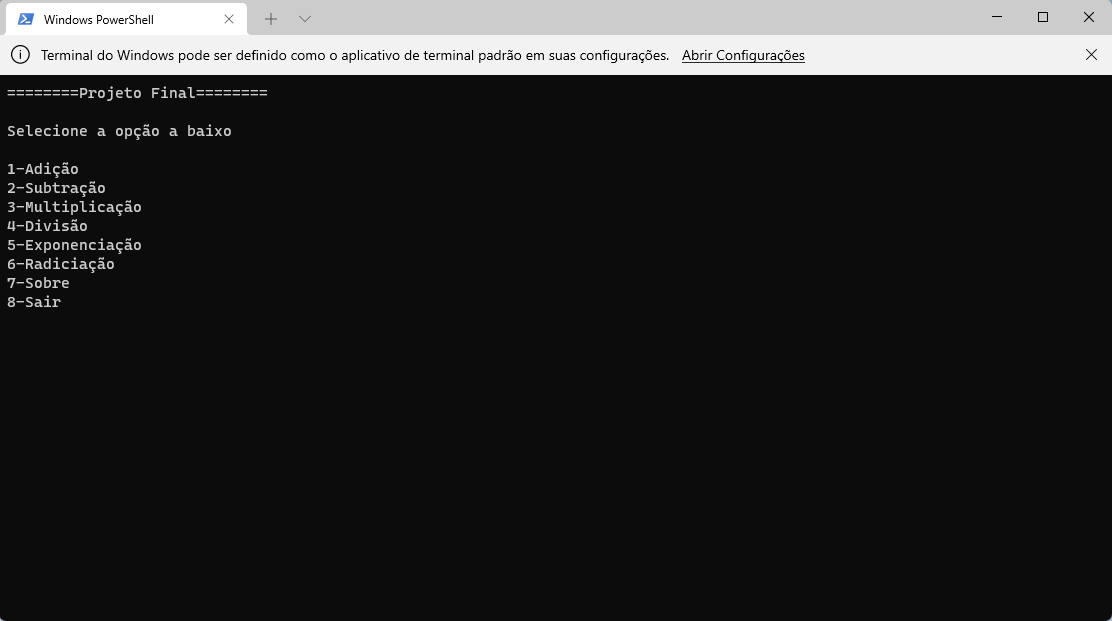 Windows PowerShell
Terminal do Windows pode ser definido como o aplicativo de terminal padrão em suas configurações. Abrir Configurações
========Projeto Final========
Selecione a opção a baixo
1-Adição
2-Subtração
3-Multiplicação
4-Divisão
5-Exponenciação
6-Radiciação
7-Sobre
8-Sair